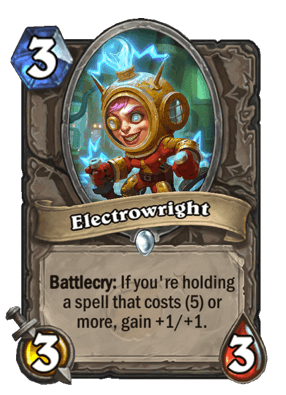 3
Electrowright
Battlecry: If you're holding
a spell that costs (5) or
more, gain +1/+1.
3 3